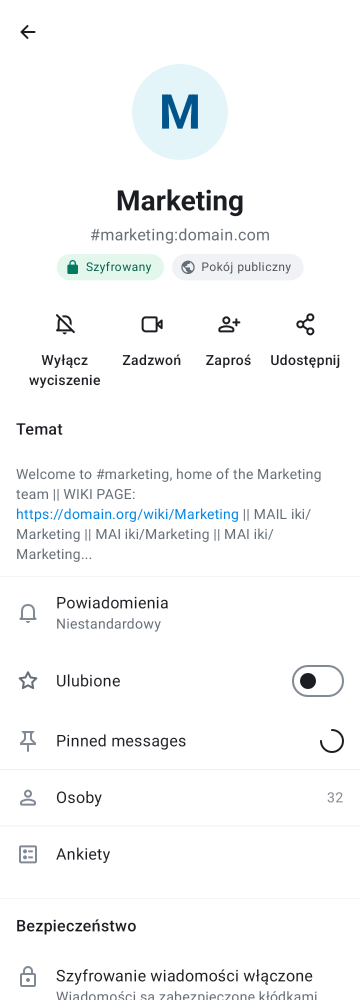 M
Marketing
#marketing:domain.com
Szyfrowany
Pokój publiczny
Wyłącz
wyciszenie
Zadzwoń
Zaproś
Udostępnij
Temat
Welcome to #marketing, home of the Marketing
team || WIKI PAGE:
https://domain.org/wiki/Marketing || MAIL iki/
Marketing || MAI iki/Marketing || MAI iki/
Marketing...
Powiadomienia
Niestandardowy
Ulubione
Pinned messages
Osoby 32
Ankiety
Bezpieczeństwo
Szyfrowanie wiadomości włączone
Wiadomości są zabezpieczone kłódkami